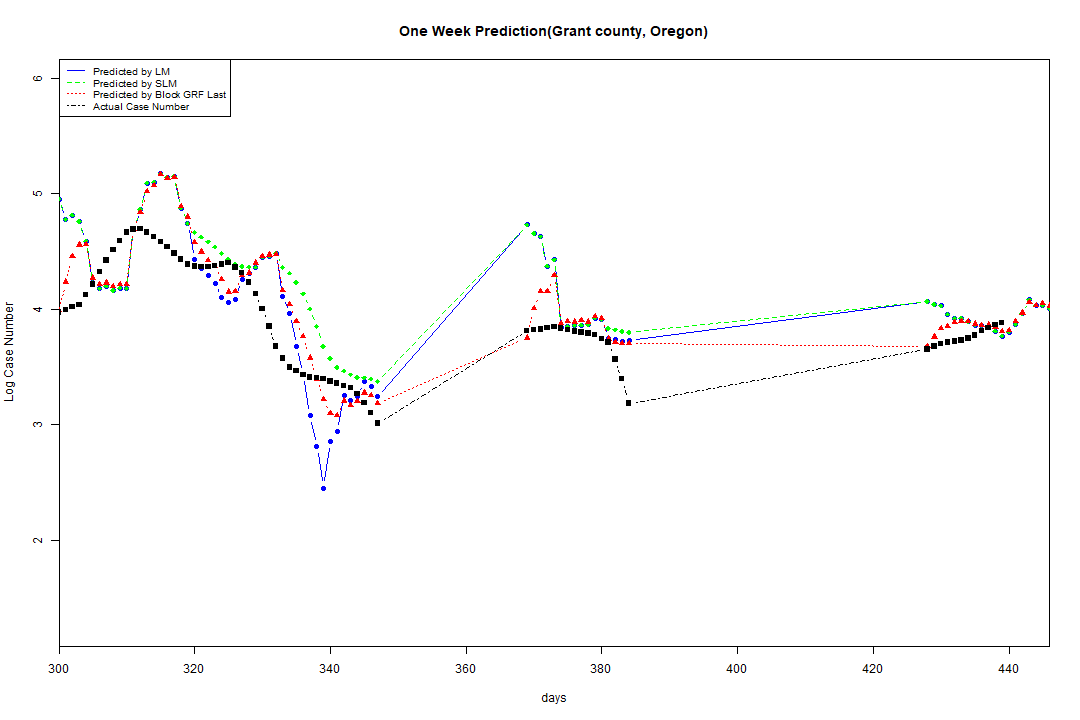 One Week Prediction(Grant county, Oregon)
Predicted by LM
Predicted by SLM
Predicted by Block GRF Last
Actual Case Number
6
5
4
3
2
Log Case Number
300 320 340 360 380 400 420 440
days